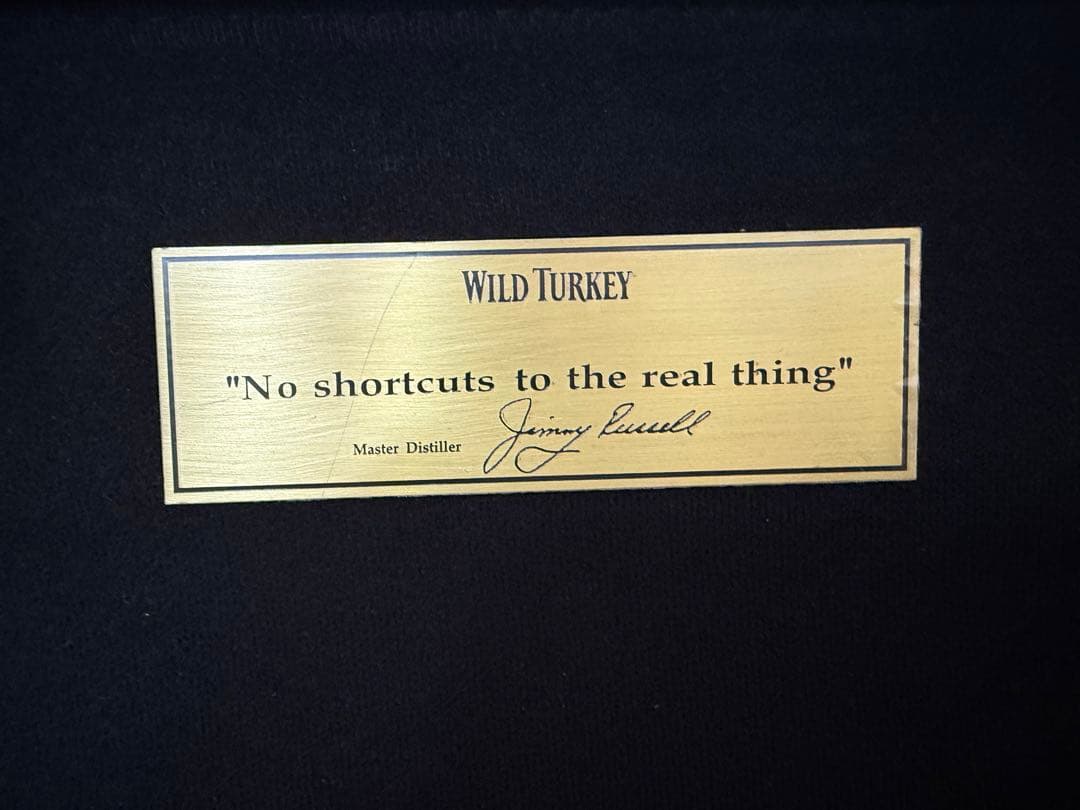 WILD TURKEY
"No shortcuts to the real thing"
Master Distiller Jimmy Russell